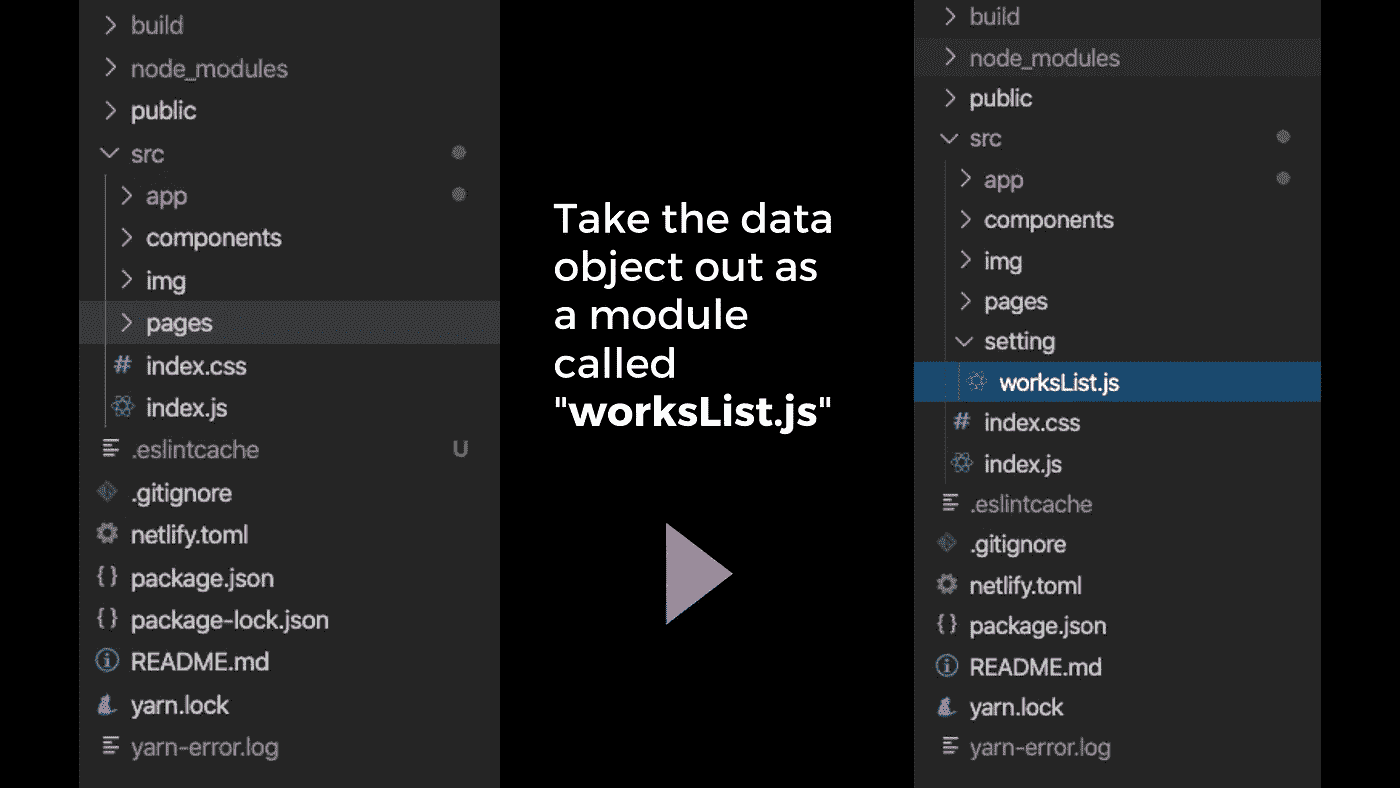 build
node_modules
public
src
app
components
img
pages
index.css
index.js
.eslintcache U
.gitignore
netlify.toml
package.json
package-lock.json
README.md
yarn.lock
yarn-error.log
Take the data
object out as
a module
called
"worksList.js"
build
node_modules
public
src
app
components
img
pages
setting
worksList.js
index.css
index.js
.eslintcache
.gitignore
netlify.toml
package.json
README.md
yarn.lock
yarn-error.log